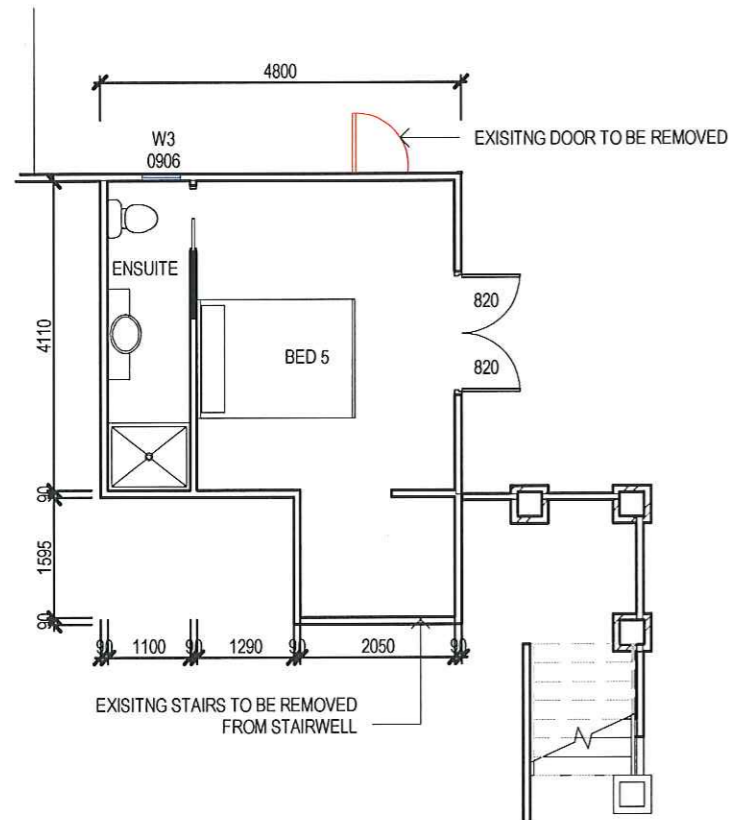 4800
W3
0906
EXISITNG DOOR TO BE REMOVED
ENSUITE
820
4110
BED 5
820
90
1595
90
90 1100 90 1290 90 2050 90
EXISITNG STAIRS TO BE REMOVED
FROM STAIRWELL